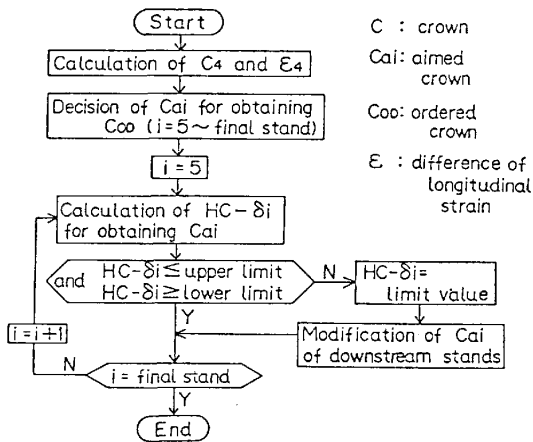 Start
Calculation of C4 and ε4
Decision of Cai for obtaining
Coo (i=5~final stand)
i=5
Calculation of HC-δi
for obtaining Cai
and
HC-δi≤upper limit
HC-δi≥lower limit
N
HC-δi=
limit value
Y
Modification of Cai
of downstream stands
i=i+1
N
i=final stand
Y
End
C : crown
Cai: aimed
crown
Coo: ordered
crown
ε : difference of
longitudinal
strain